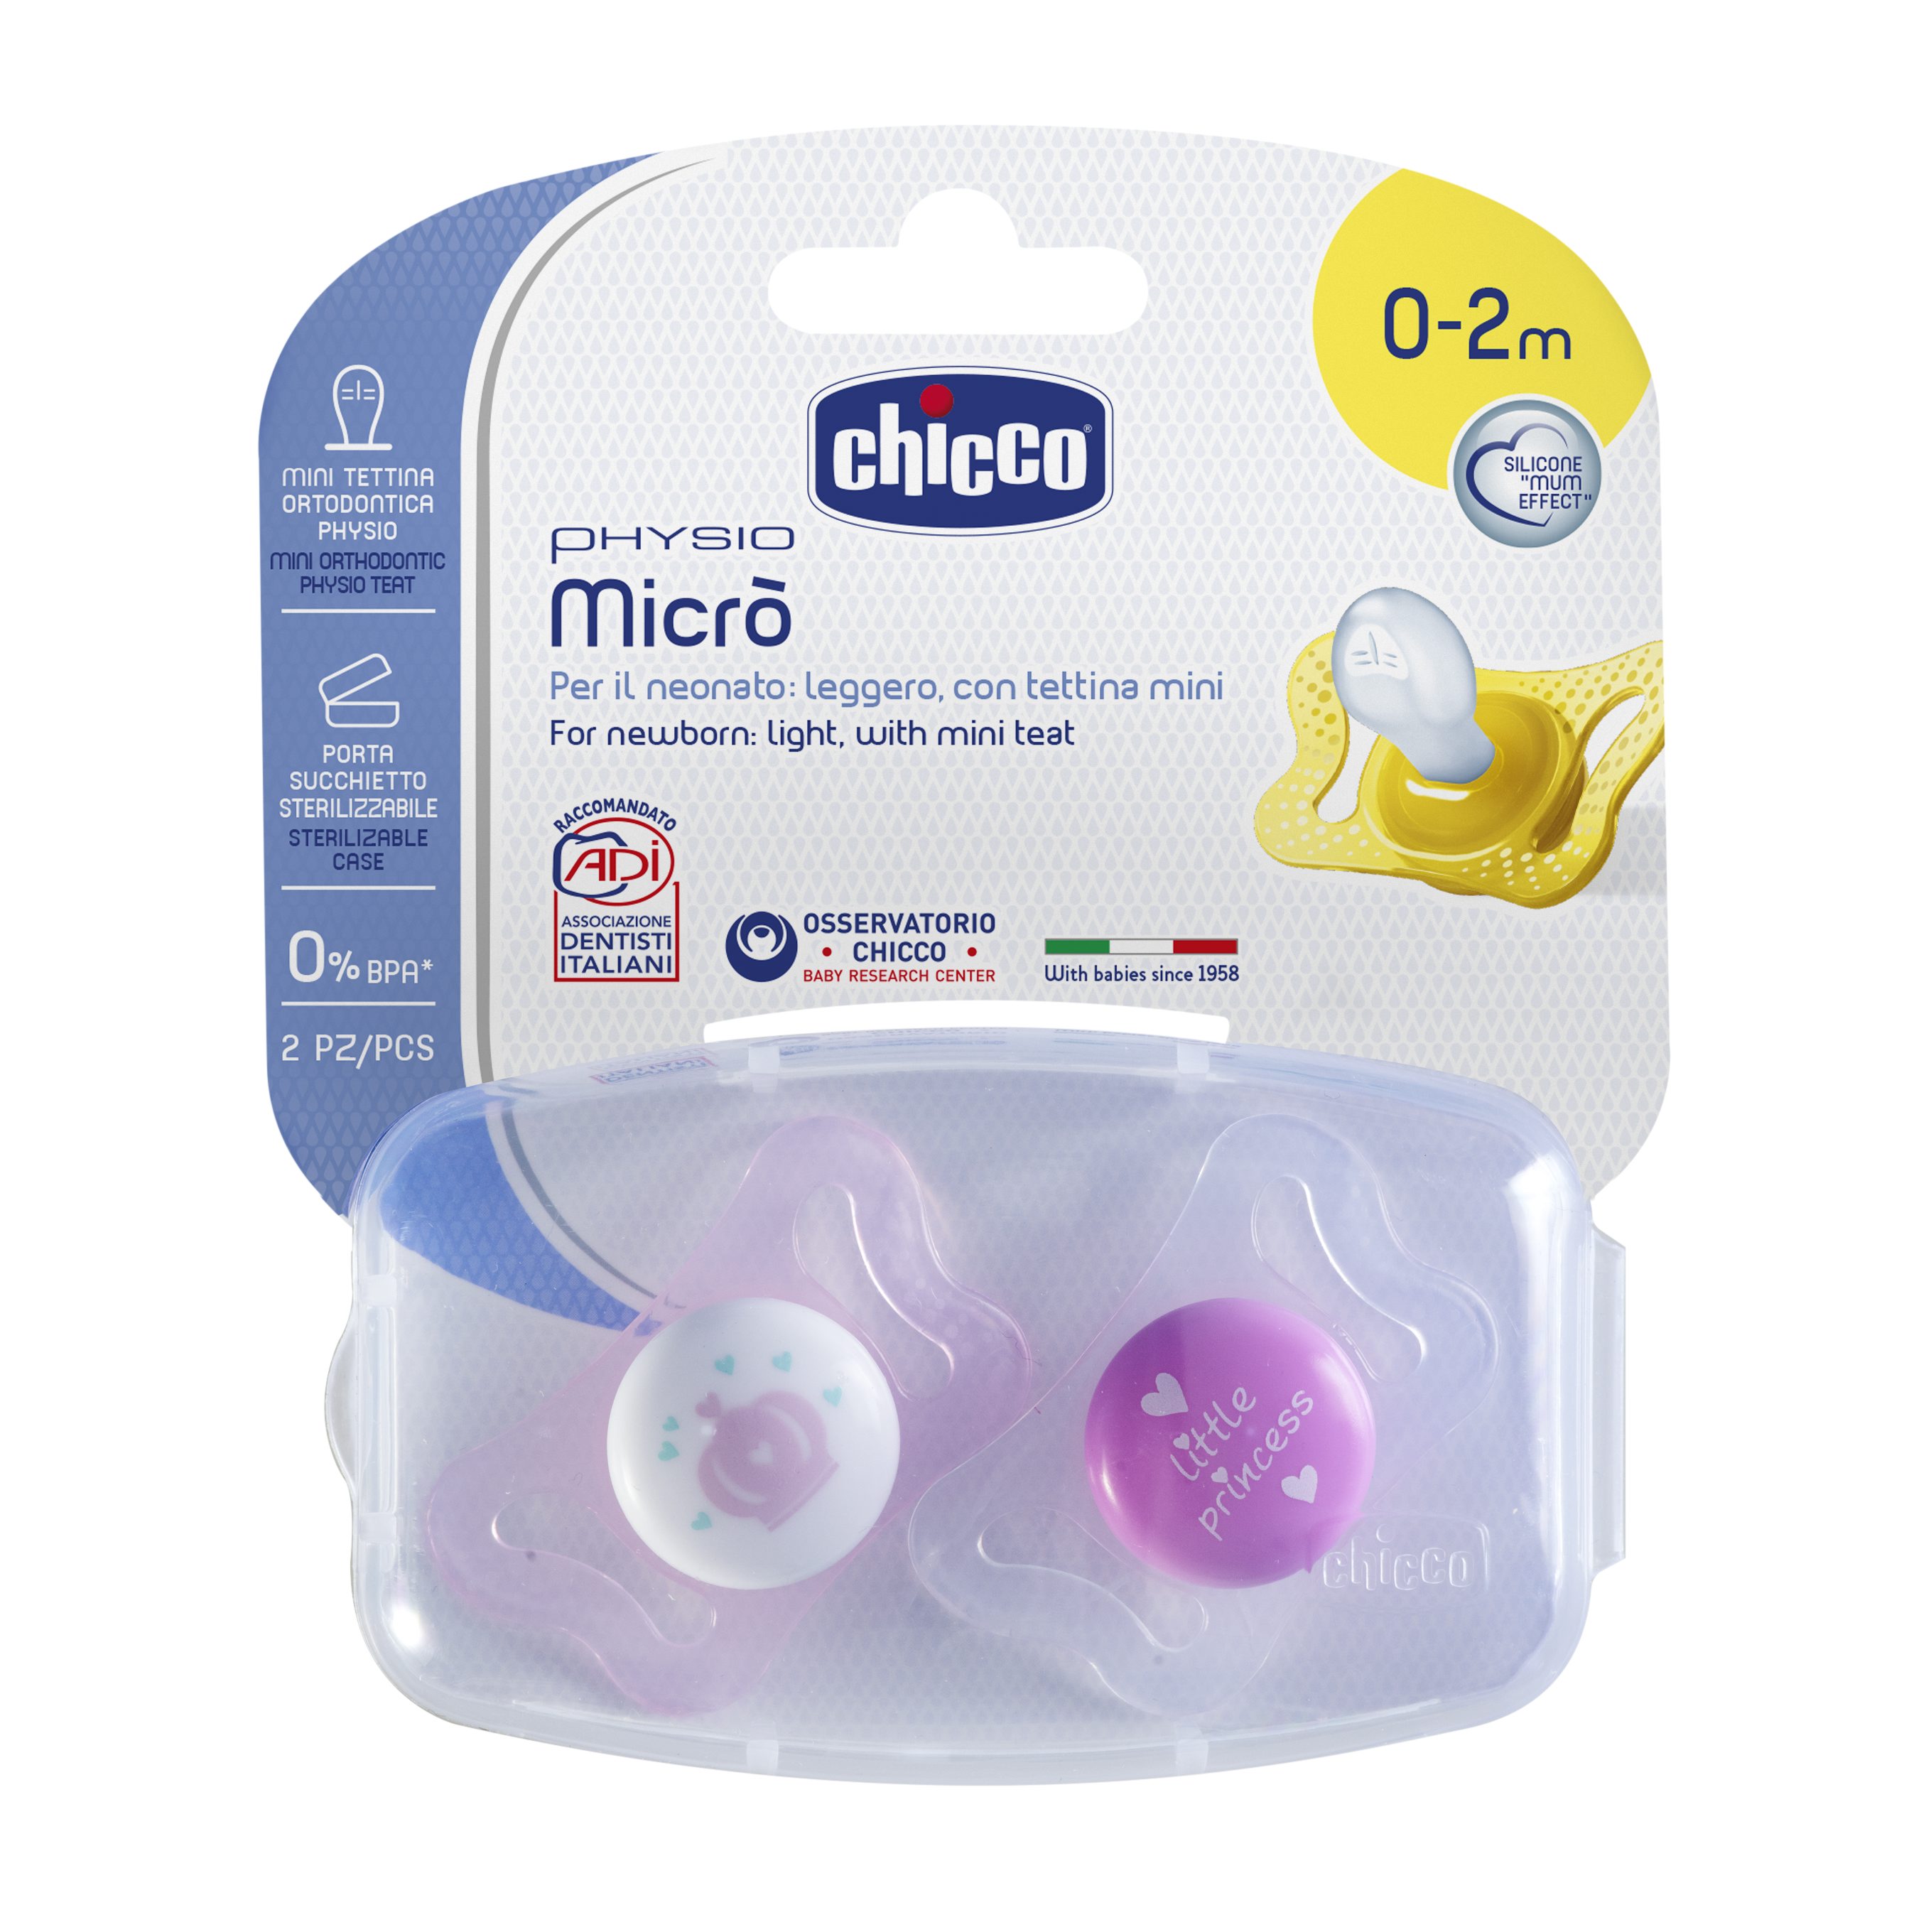 0-2m
chicco®
SILICONE
"MUM
EFFECT"
MINI TETTINA
ORTODONTICA
PHYSIO
MINI ORTHODONTIC
PHYSIO TEAT
PORTA
SUCCHIETTO
STERILIZZABILE
STERILIZABLE
CASE
0% BPA*
2 PZ/PCS
PHYSIO
Micrò
Per il neonato: leggero, con tettina mini
For newborn: light, with mini teat
RACCOMANDATO
ADi
ASSOCIAZIONE
DENTISTI
ITALIANI
OSSERVATORIO
• CHICCO •
BABY RESEARCH CENTER
With babies since 1958
little
princess
chicco